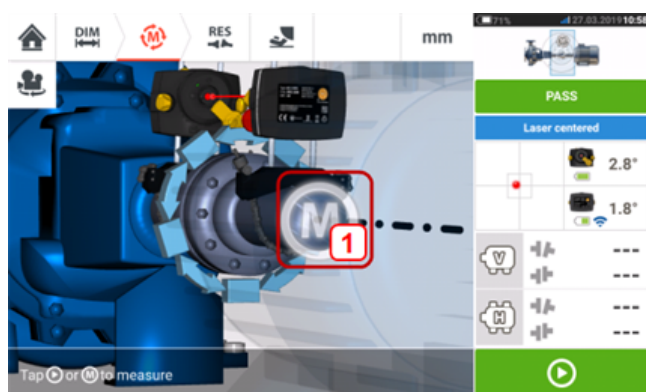 DIM
M
RES
mm
71%
27.03.2019 10:58
PASS
Laser centered
2.8°
1.8°
M
1
V
---
---
H
---
---
Tap or M to measure